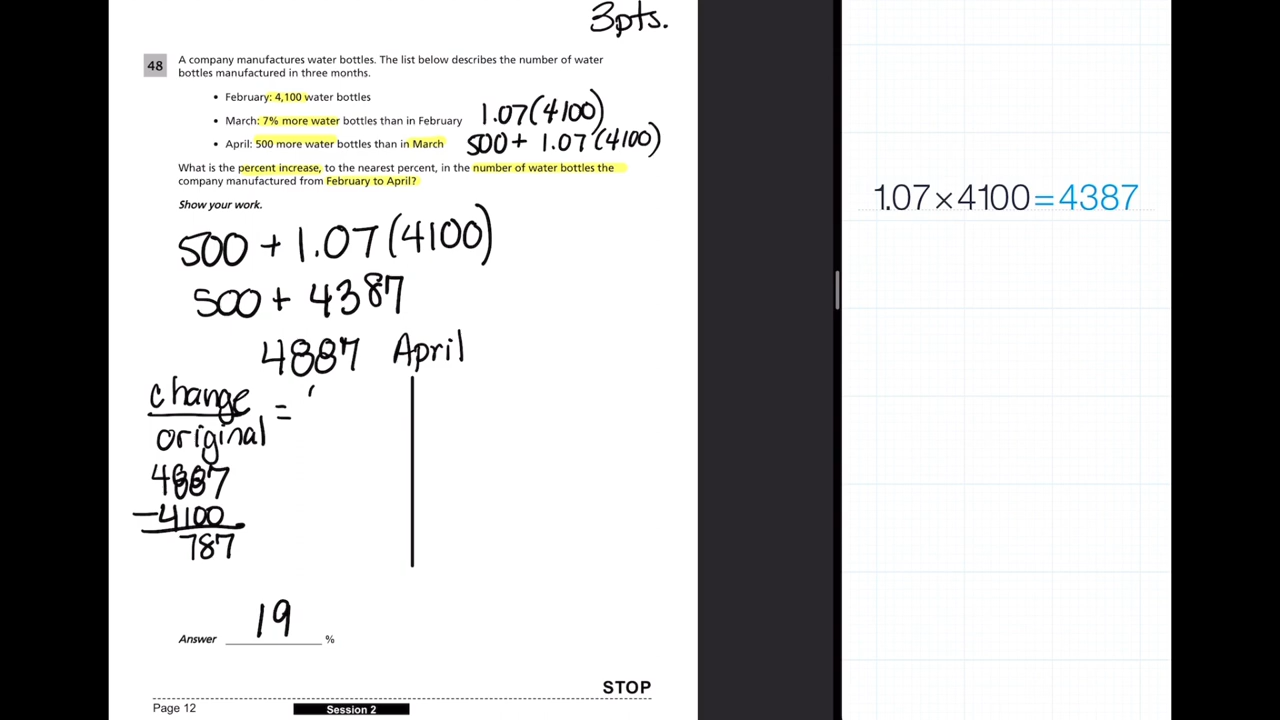 3pts.
48
A company manufactures water bottles. The list below describes the number of water
bottles manufactured in three months.
• February: 4,100 water bottles
• March: 7% more water bottles than in February 1.07(4100)
• April: 500 more water bottles than in March 500 + 1.07(4100)
What is the percent increase, to the nearest percent, in the number of water bottles the
company manufactured from February to April?
Show your work.
500 + 1.07(4100)
500 + 4387
4887 April
change
original
=
4887
-4100
787
19
Answer %
STOP
Page 12 Session 2
1.07×4100=4387